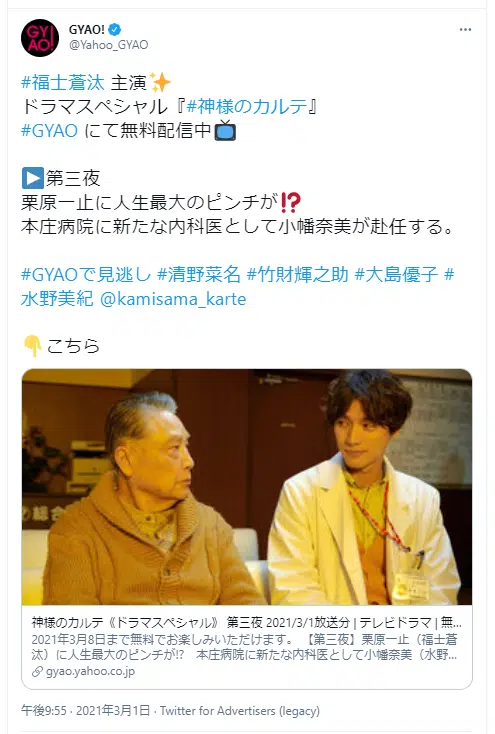 GYAO!
@Yahoo_GYAO
#福士蒼汰 主演✨
ドラマスペシャル『#神様のカルテ』
#GYAO にて無料配信中📺
▶第三夜
栗原一止に人生最大のピンチが⁉
本庄病院に新たな内科医として小幡奈美が赴任する。
#GYAOで見逃し #清野菜名 #竹財輝之助 #大島優子 #
水野美紀 @kamisama_karte
👇こちら
神様のカルテ《ドラマスペシャル》 第三夜 2021/3/1放送分 | テレビドラマ | 無...
2021年3月8日まで無料でお楽しみいただけます。 【第三夜】栗原一止（福士蒼
汰）に人生最大のピンチが!? 本庄病院に新たな内科医として小幡奈美（水野...
gyao.yahoo.co.jp
午後9:55 · 2021年3月1日 · Twitter for Advertisers (legacy)